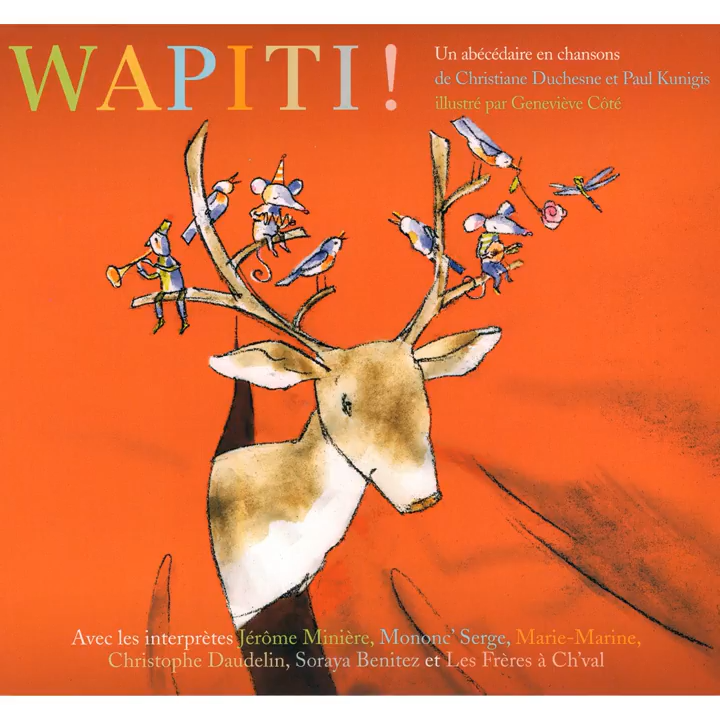 WAPITI !
Un abécédaire en chansons
de Christiane Duchesne et Paul Kunigis
illustré par Geneviève Côté
Avec les interprètes Jérôme Minière, Mononc' Serge, Marie-Marine,
Christophe Daudelin, Soraya Benitez et Les Frères à Ch'val